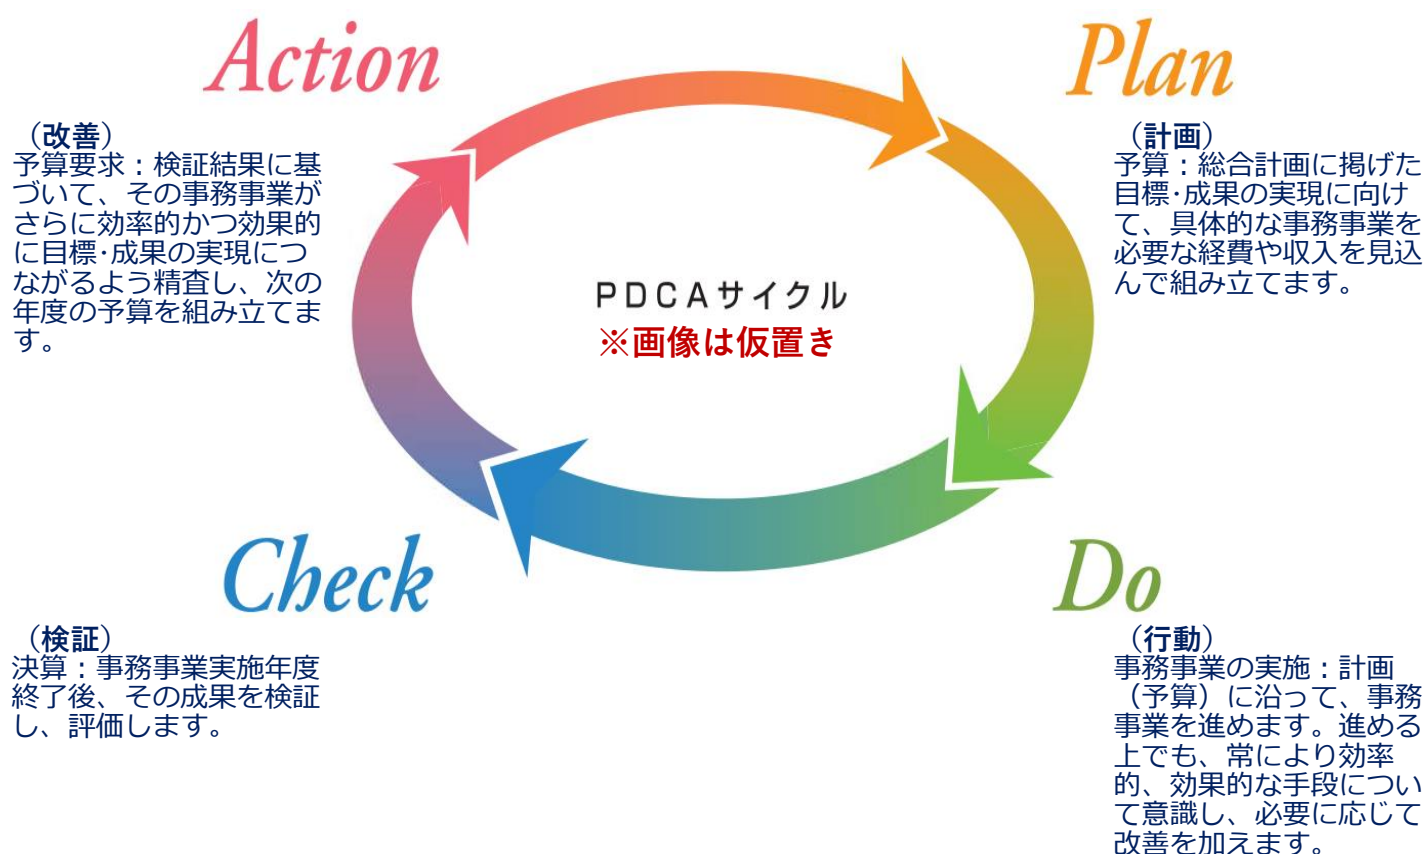 Action
（改善）
予算要求：検証結果に基
づいて、その事務事業が
さらに効率的かつ効果的
に目標･成果の実現につ
ながるよう精査し、次の
年度の予算を組み立てま
す。
Plan
（計画）
予算：総合計画に掲げた
目標･成果の実現に向け
て、具体的な事務事業を
必要な経費や収入を見込
んで組み立てます。
PDCAサイクル
※画像は仮置き
Check
（検証）
決算：事務事業実施年度
終了後、その成果を検証
し、評価します。
Do
（行動）
事務事業の実施：計画
（予算）に沿って、事務
事業を進めます。進める
上でも、常により効率
的、効果的な手段につい
て意識し、必要に応じて
改善を加えます。